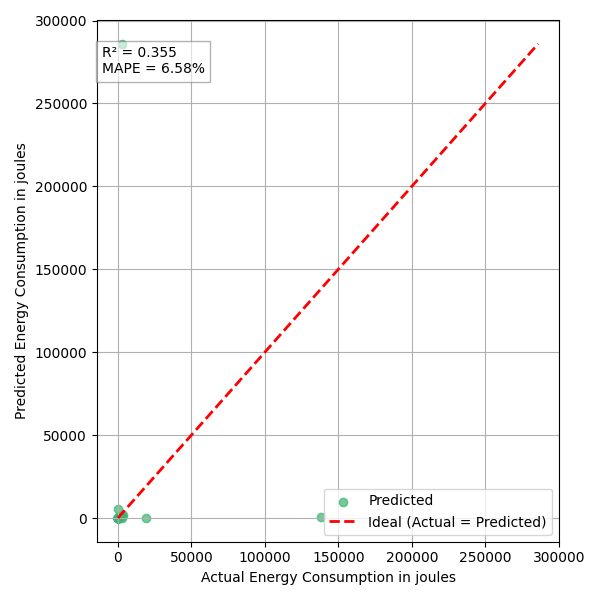 R² = 0.355
MAPE = 6.58%
300000
250000
200000
150000
100000
50000
0
Predicted Energy Consumption in joules
Predicted
Ideal (Actual = Predicted)
0
50000
100000
150000
200000
250000
300000
Actual Energy Consumption in joules